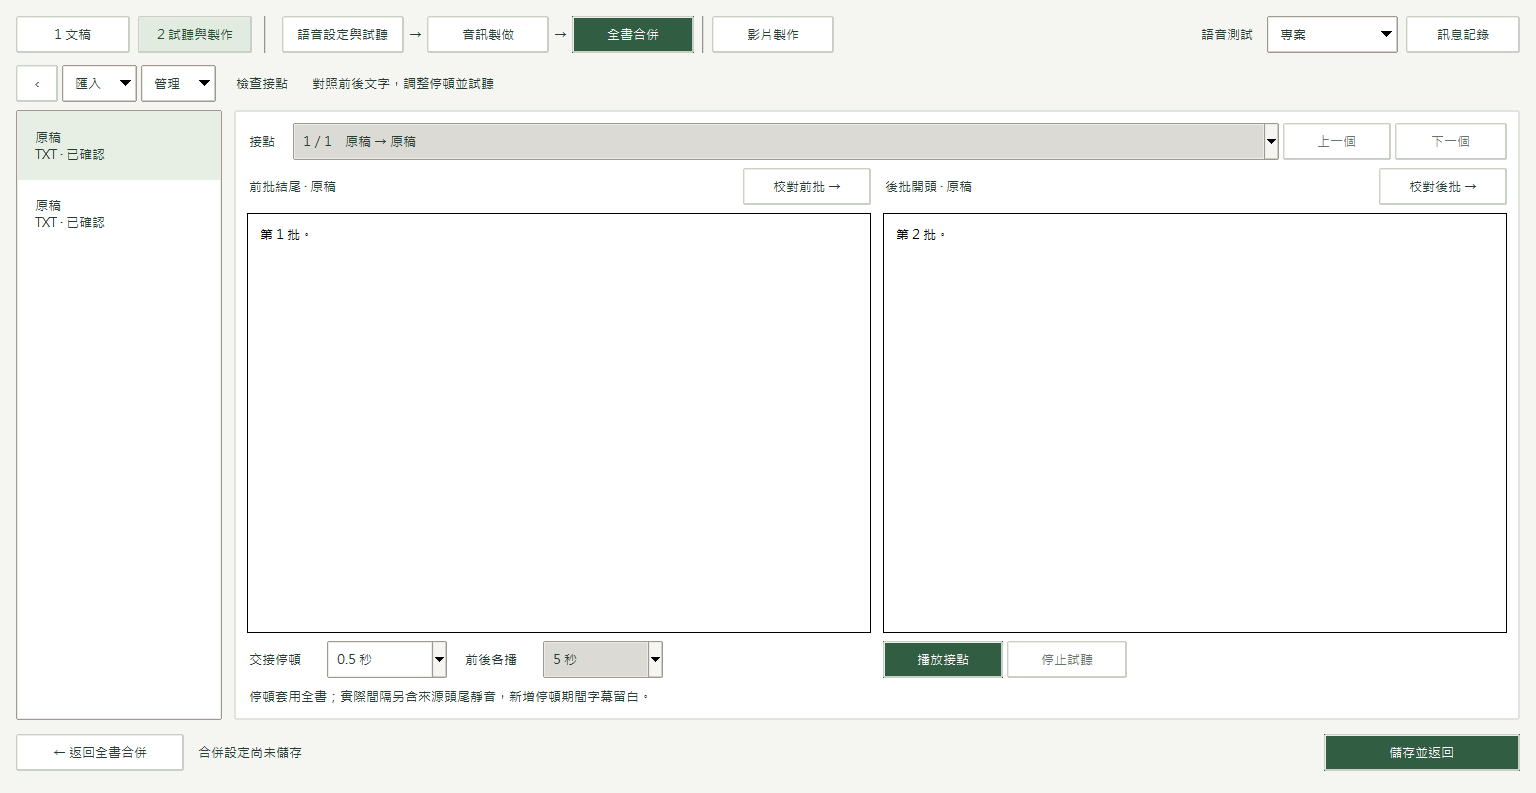 1 文稿
2 試聽與製作
語音設定與試聽 → 音訊製做 → 全書合併
影片製作
語音測試
專案
訊息記錄
‹
匯入
管理
檢查接點
對照前後文字，調整停頓並試聽
原稿
TXT · 已確認
原稿
TXT · 已確認
接點
1 / 1 原稿 → 原稿
上一個
下一個
前批結尾 · 原稿
校對前批 →
後批開頭 · 原稿
校對後批 →
第 1 批。
第 2 批。
交接停頓
0.5 秒
前後各播
5 秒
播放接點
停止試聽
停頓套用全書；實際間隔另含來源頭尾靜音，新增停頓期間字幕留白。
← 返回全書合併
合併設定尚未儲存
儲存並返回